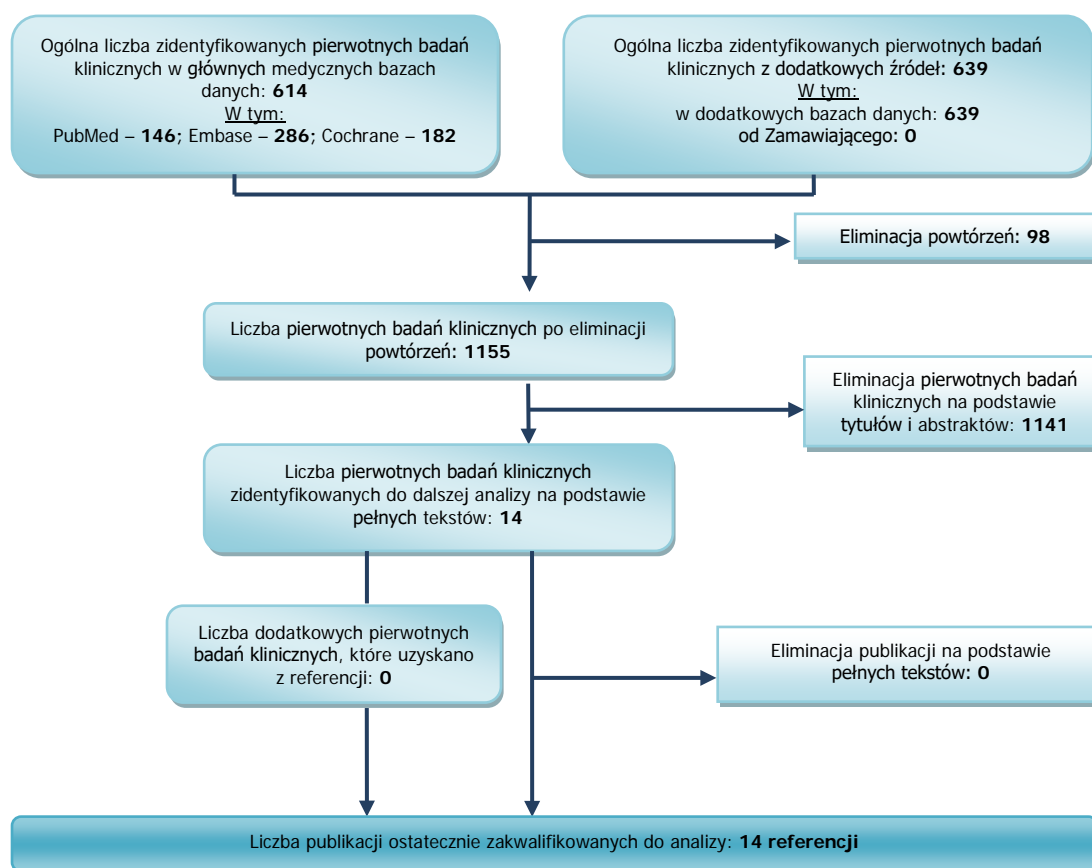 Ogólna liczba zidentyfikowanych pierwotnych badań
klinicznych w głównych medycznych bazach
danych: 614
W tym:
PubMed – 146; Embase – 286; Cochrane – 182
Ogólna liczba zidentyfikowanych pierwotnych badań
klinicznych z dodatkowych źródeł: 639
W tym:
w dodatkowych bazach danych: 639
od Zamawiającego: 0
Eliminacja powtórzeń: 98
Liczba pierwotnych badań klinicznych po eliminacji
powtórzeń: 1155
Eliminacja pierwotnych badań
klinicznych na podstawie
tytułów i abstraktów: 1141
Liczba pierwotnych badań klinicznych
zidentyfikowanych do dalszej analizy na podstawie
pełnych tekstów: 14
Liczba dodatkowych pierwotnych
badań klinicznych, które uzyskano
z referencji: 0
Eliminacja publikacji na podstawie
pełnych tekstów: 0
Liczba publikacji ostatecznie zakwalifikowanych do analizy: 14 referencji